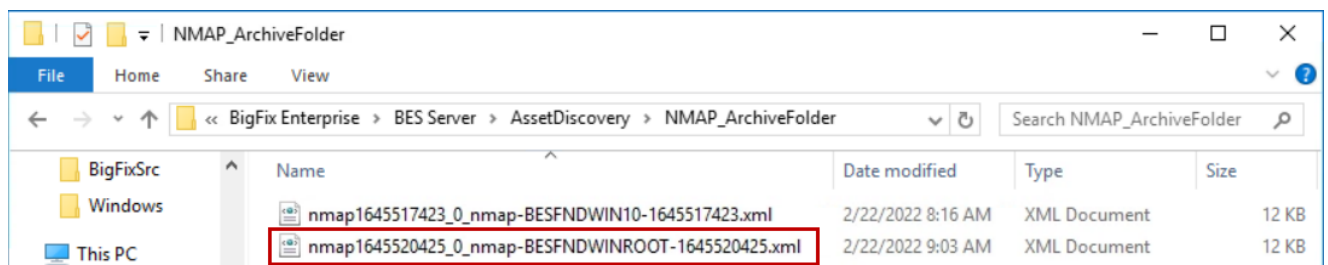 NMAP_ArchiveFolder
File Home Share View
« BigFix Enterprise > BES Server > AssetDiscovery > NMAP_ArchiveFolder Search NMAP_ArchiveFolder
BigFixSrc Name Date modified Type Size
Windows nmap1645517423_0_nmap-BESFNDWIN10-1645517423.xml 2/22/2022 8:16 AM XML Document 12 KB
This PC nmap1645520425_0_nmap-BESFNDWINROOT-1645520425.xml 2/22/2022 9:03 AM XML Document 12 KB